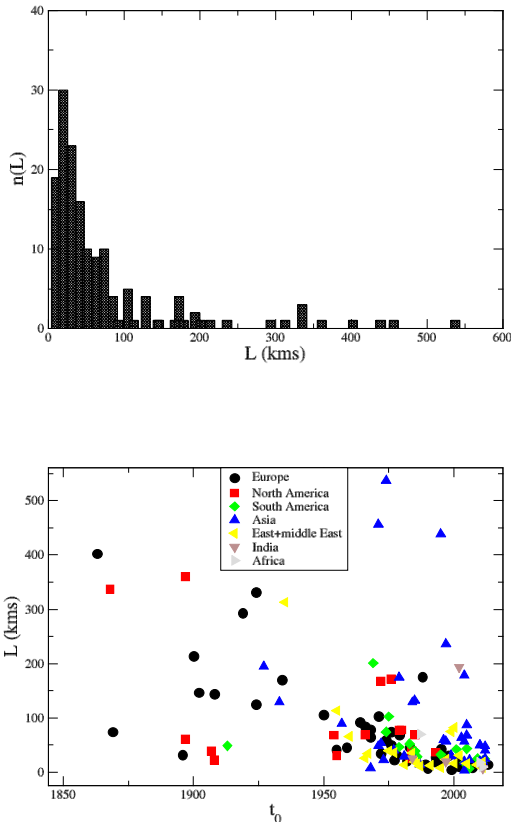 40
30
n(L)
20
10
0
0 100 200 300 400 500 600
L (kms)
Europe
North America
South America
Asia
East+middle East
India
Africa
500
400
L (kms)
300
200
100
0
1850 1900 1950 2000
t0